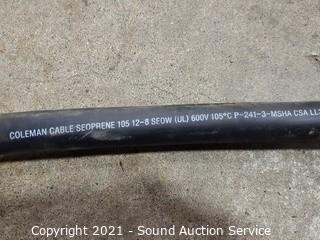 COLEMAN CABLE SEOPRENE 105 12-8 SEOW (UL) 600V 105°C P-241-3-MSHA CSA
Copyright 2021 - Sound Auction Service